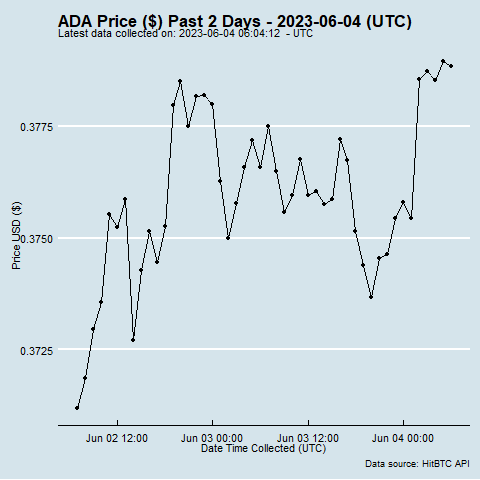 ADA Price ($) Past 2 Days - 2023-06-04 (UTC)
Latest data collected on: 2023-06-04 06:04:12  - UTC
0.3775
0.3750
0.3725
Price USD ($)
Jun 02 12:00
Jun 03 00:00
Jun 03 12:00
Jun 04 00:00
Date Time Collected (UTC)
Data source: HitBTC API